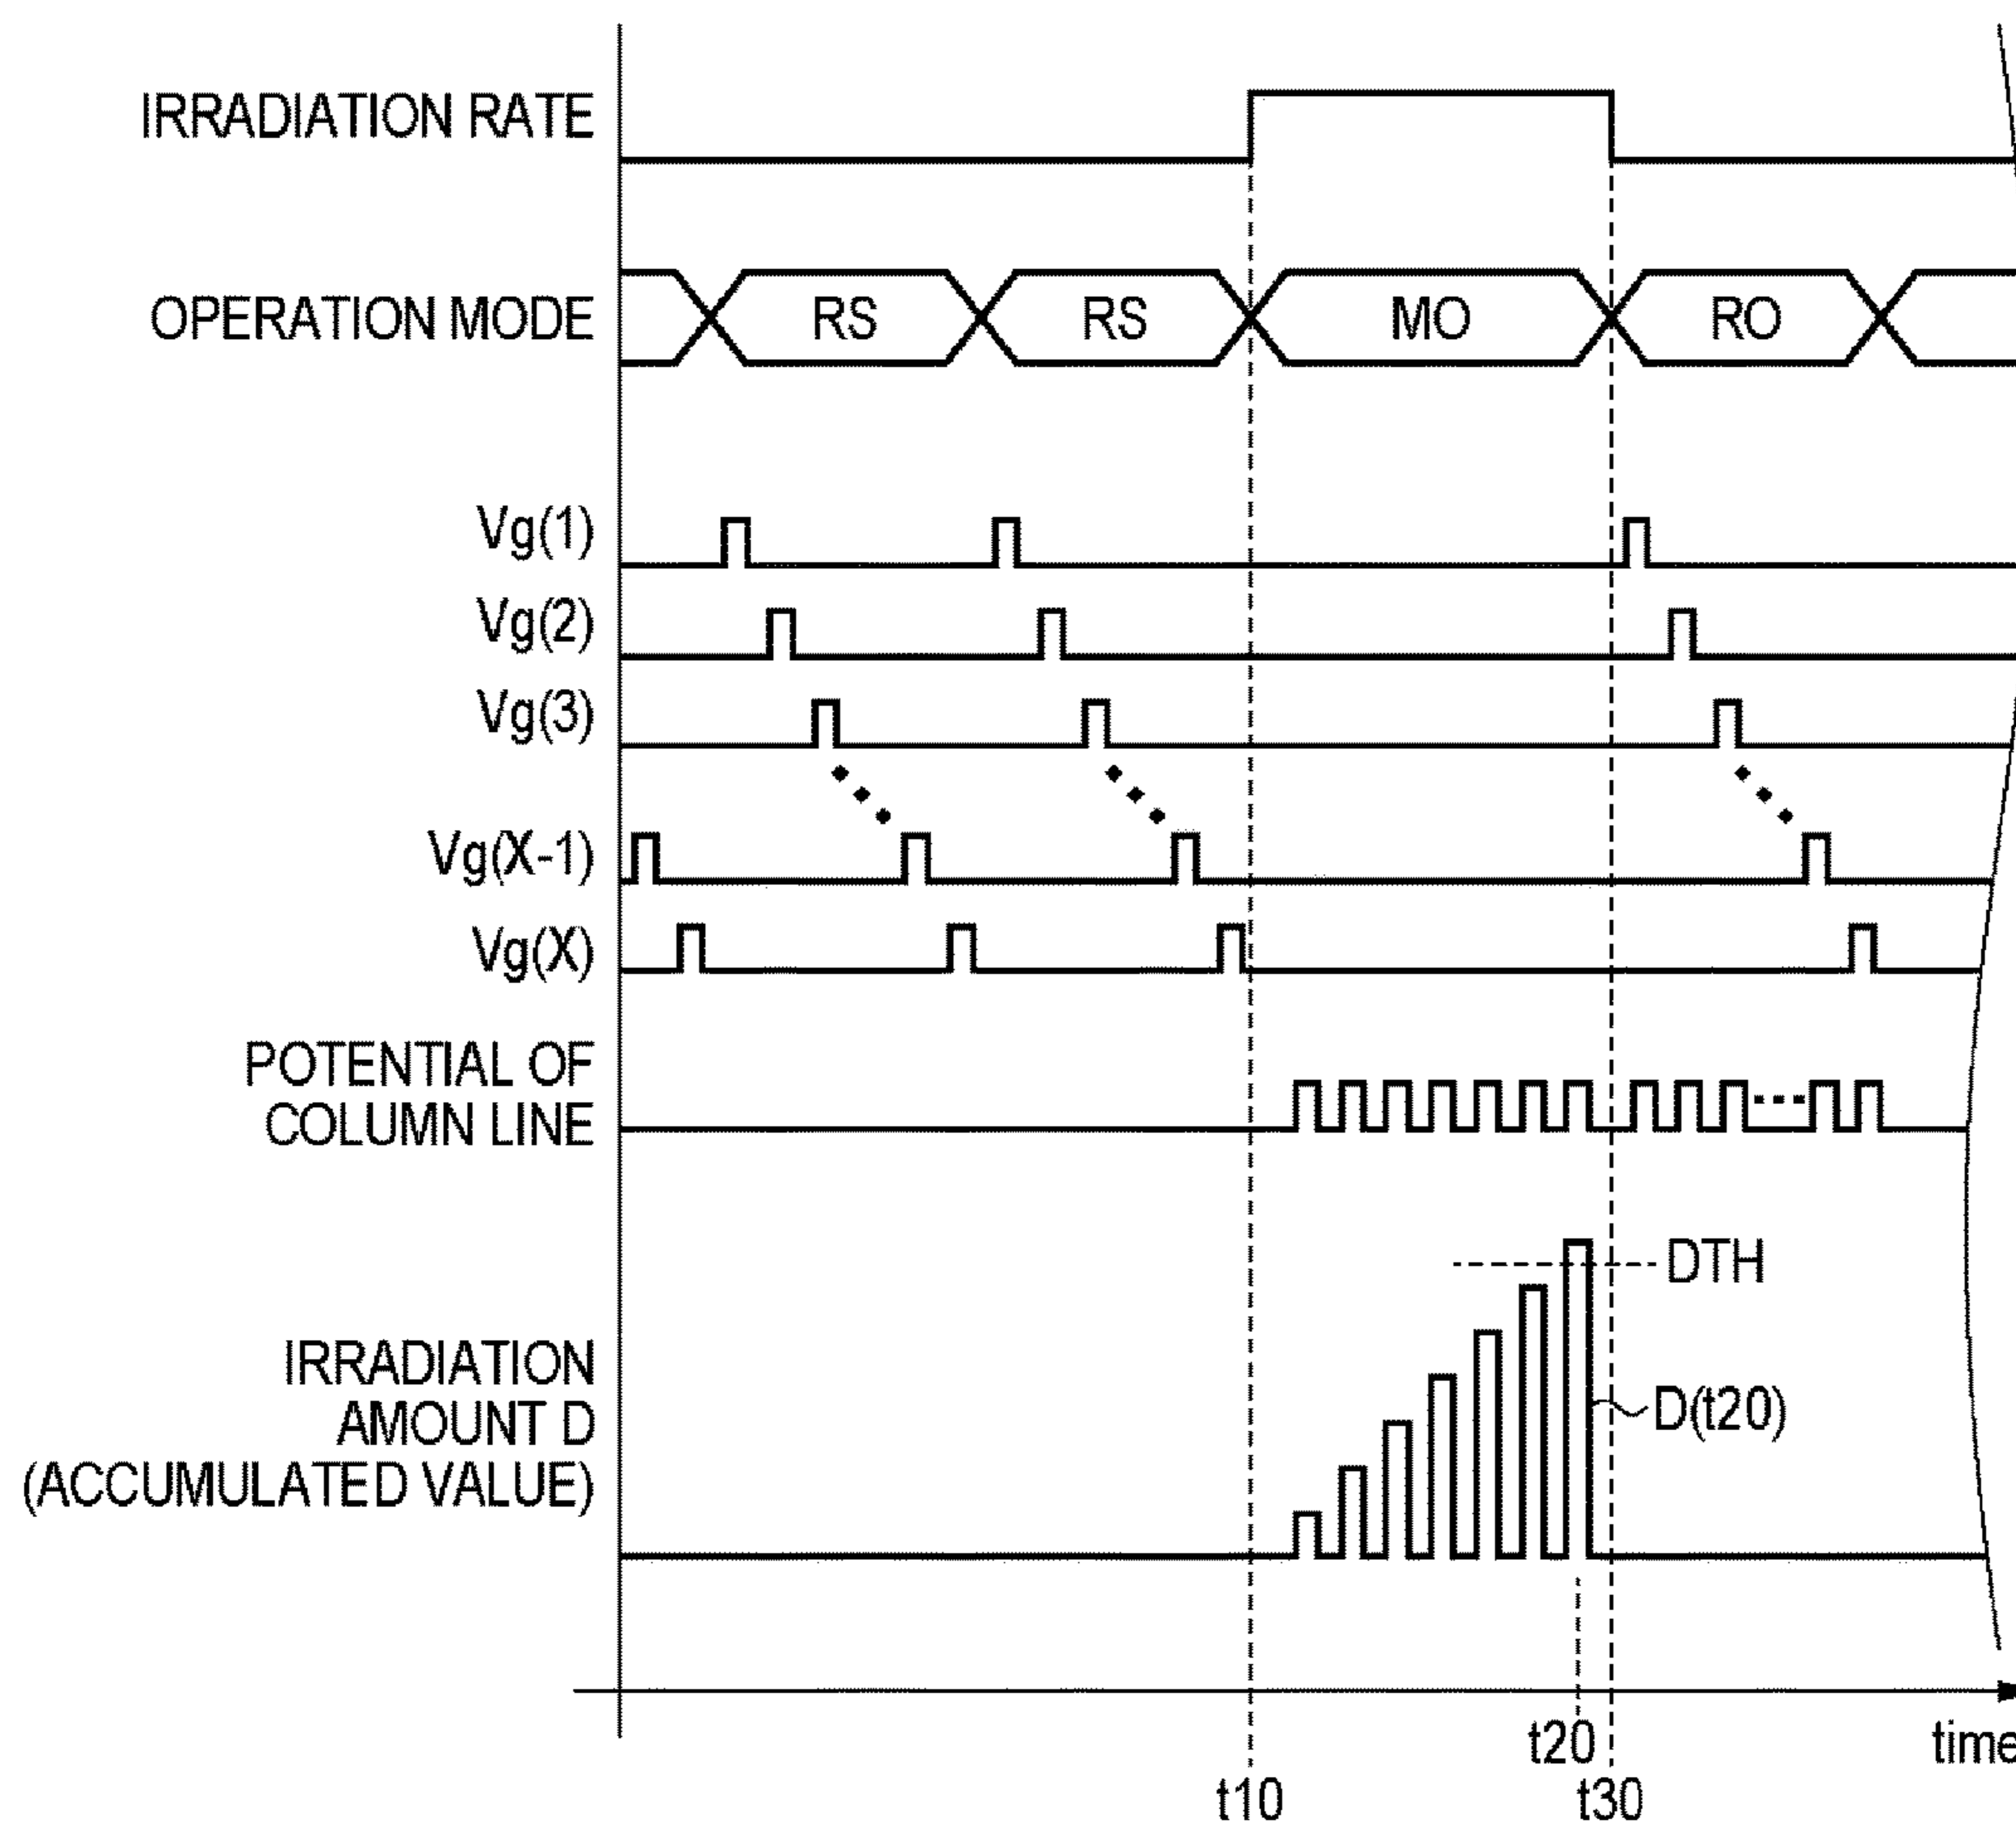 IRRADIATION RATE
OPERATION MODE
RS
RS
MO
RO
Vg(1)
Vg(2)
Vg(3)
Vg(X-1)
Vg(X)
POTENTIAL OF
COLUMN LINE
DTH
IRRADIATION
AMOUNT D
(ACCUMULATED VALUE)
D(t20)
t20
time
t10
t30